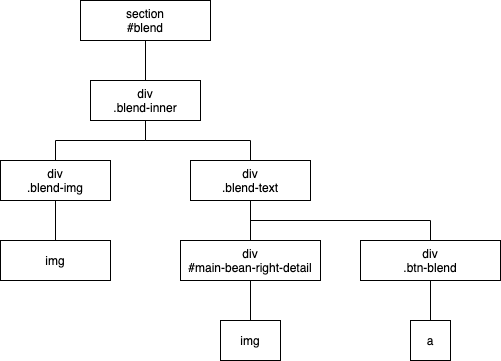 section
#blend
div
.blend-inner
div
.blend-img
div
.blend-text
img
div
#main-bean-right-detail
div
.btn-blend
img
a